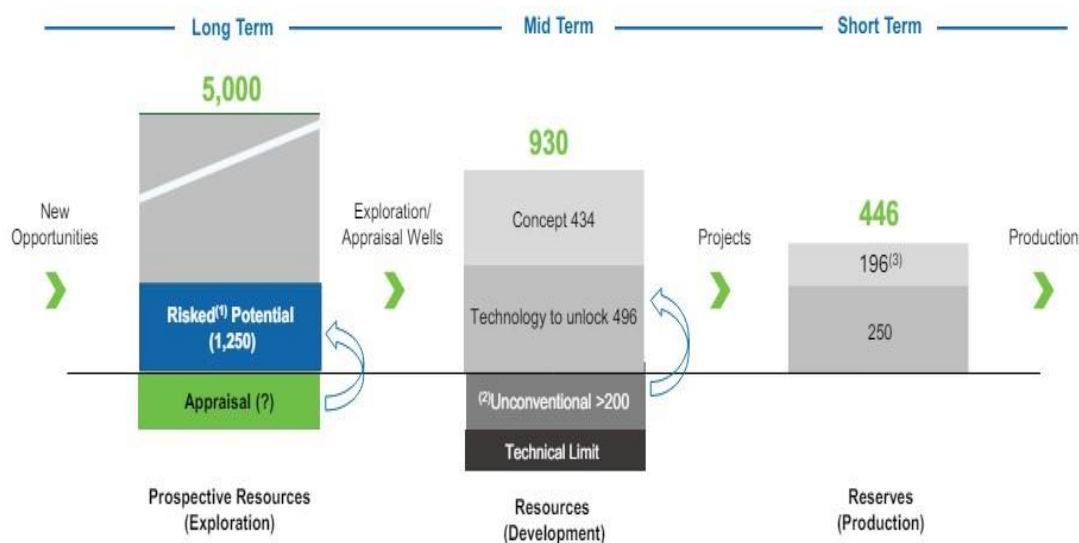 Long Term
Mid Term
Short Term
5,000
930
446
New
Opportunities
Risked(1) Potential
(1,250)
Appraisal (?)
Exploration/
Appraisal Wells
Concept 434
Technology to unlock 496
(2)Unconventional >200
Technical Limit
Projects
196(3)
250
Production
Prospective Resources
(Exploration)
Resources
(Development)
Reserves
(Production)